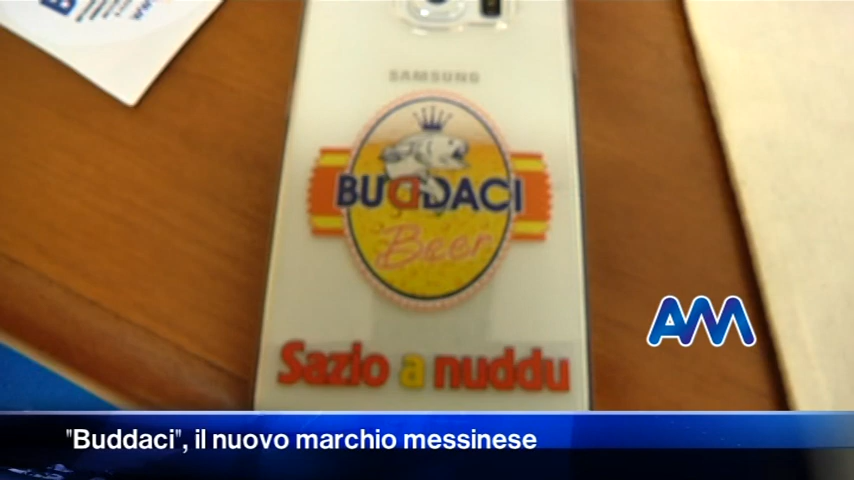 SAMSUNG
BUDDACI
Beer
Sazio a nuddu
AM
"Buddaci", il nuovo marchio messinese